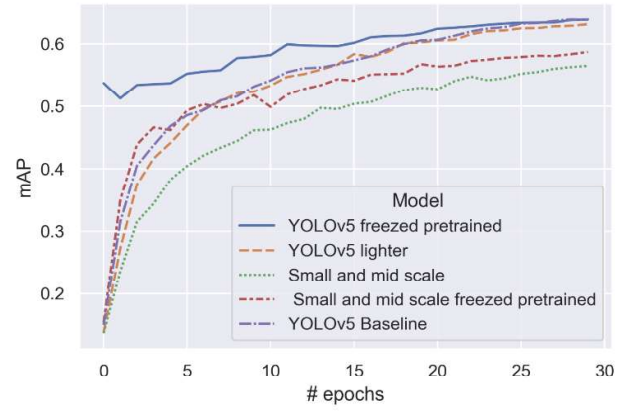 0.6
0.5
0.4
0.3
0.2
mAP
Model
YOLOv5 freezed pretrained
YOLOv5 lighter
Small and mid scale
Small and mid scale freezed pretrained
YOLOv5 Baseline
0 5 10 15 20 25 30
# epochs